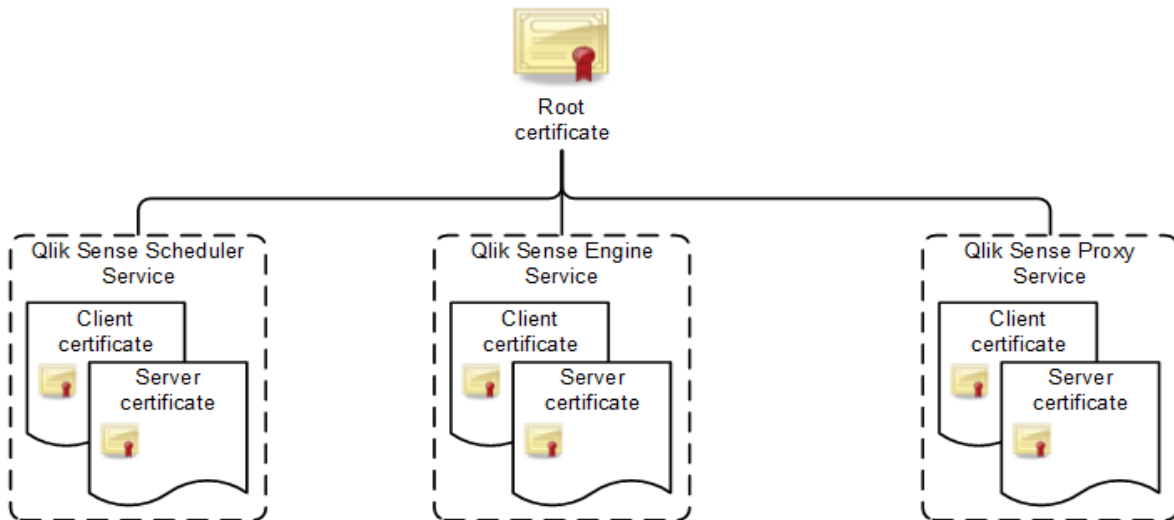 Root
certificate
Qlik Sense Scheduler
Service
Client
certificate
Server
certificate
Qlik Sense Engine
Service
Client
certificate
Server
certificate
Qlik Sense Proxy
Service
Client
certificate
Server
certificate